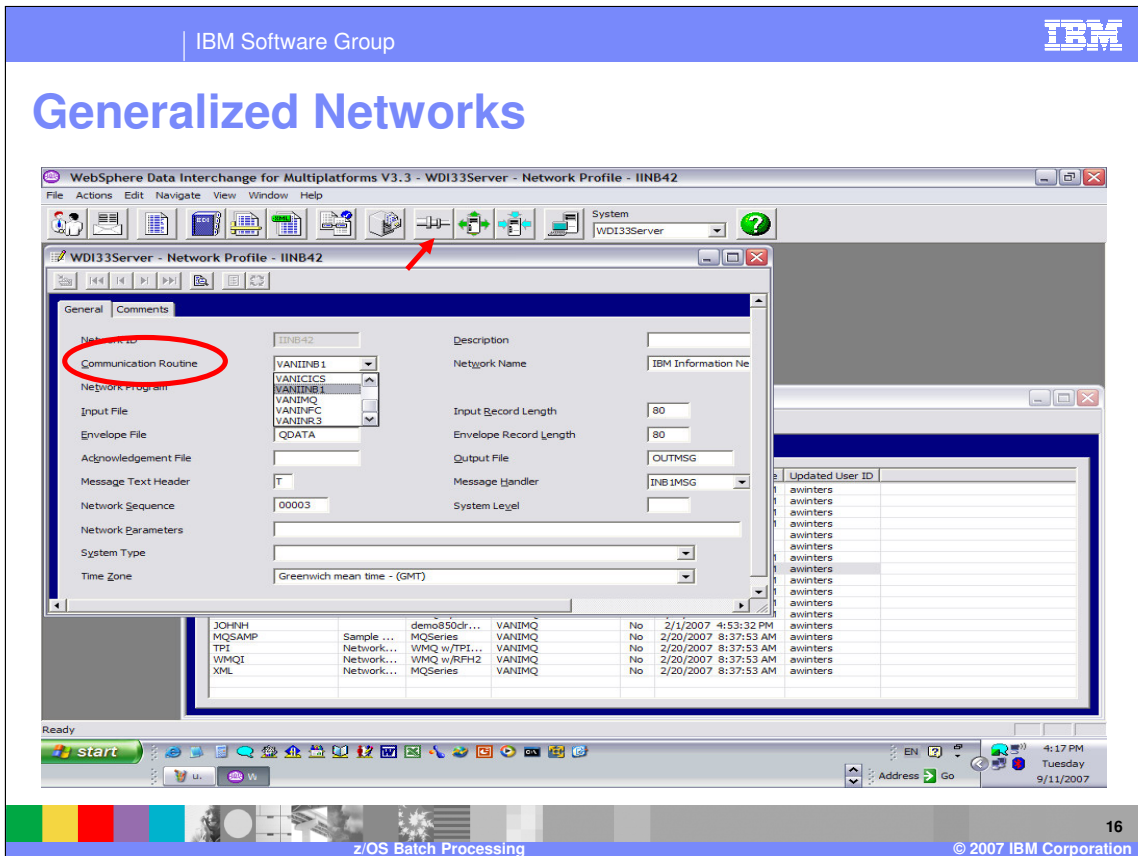 IBM Software Group
IBM
Generalized Networks
WebSphere Data Interchange for Multiplatforms V3.3 - WDI33Server - Network Profile - IINB42
File Actions Edit Navigate View Window Help
System
WDI33Server
WDI33Server - Network Profile - IINB42
General Comments
Network ID IINB42 Description
Communication Routine VANIINB1 Network Name IBM Information Ne
VANICICS
Network Program VANIINB1
VANIMQ
Input File VANINFC Input Record Length 80
VANINR3
Envelope File QDATA Envelope Record Length 80
Acknowledgement File Output File OUTMSG
Message Text Header T Message Handler INB1MSG
Network Sequence 00003 System Level
Network Parameters
System Type
Time Zone Greenwich mean time - (GMT)
Updated User ID
awinters
awinters
awinters
awinters
awinters
awinters
awinters
awinters
awinters
awinters
awinters
awinters
JOHNH demo850dr... VANIMQ No 2/1/2007 4:53:32 PM awinters
MQSAMP Sample ... MQSeries VANIMQ No 2/20/2007 8:37:53 AM awinters
TPI Network... WMQ w/TPI... VANIMQ No 2/20/2007 8:37:53 AM awinters
WMQI Network... WMQ w/RFH2 VANIMQ No 2/20/2007 8:37:53 AM awinters
XML Network... MQSeries VANIMQ No 2/20/2007 8:37:53 AM awinters
Ready
start EN 4:17 PM
Tuesday
u. W Address Go 9/11/2007
16
z/OS Batch Processing © 2007 IBM Corporation